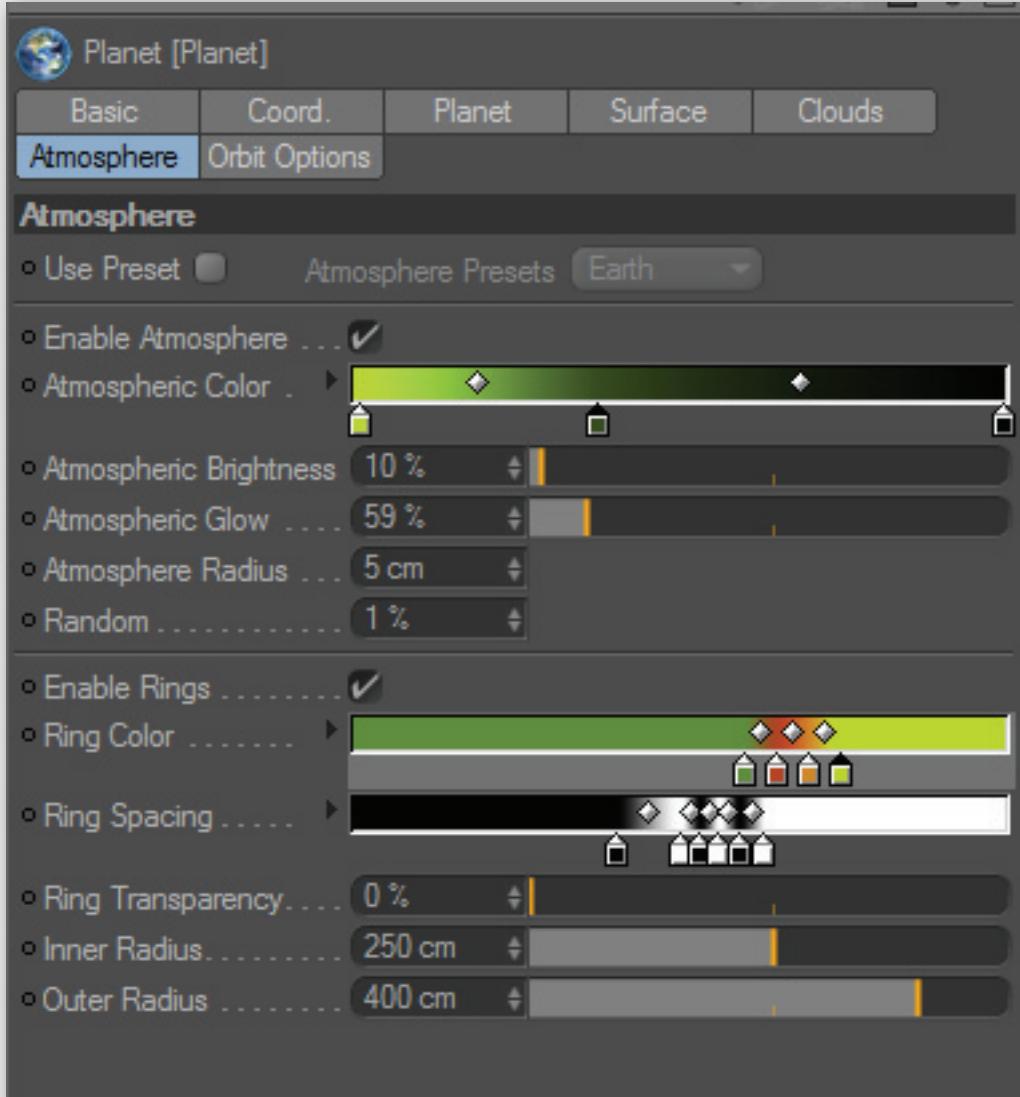 Planet [Planet]
Basic Coord. Planet Surface Clouds
Atmosphere Orbit Options
Atmosphere
Use Preset Atmosphere Presets Earth
Enable Atmosphere . . .
Atmospheric Color .
Atmospheric Brightness 10 %
Atmospheric Glow . . . . 59 %
Atmosphere Radius . . . 5 cm
Random . . . . . . . . . . . . 1 %
Enable Rings . . . . . . . .
Ring Color . . . . . . .
Ring Spacing . . . . .
Ring Transparency. . . . 0 %
Inner Radius. . . . . . . . . 250 cm
Outer Radius . . . . . . . . 400 cm